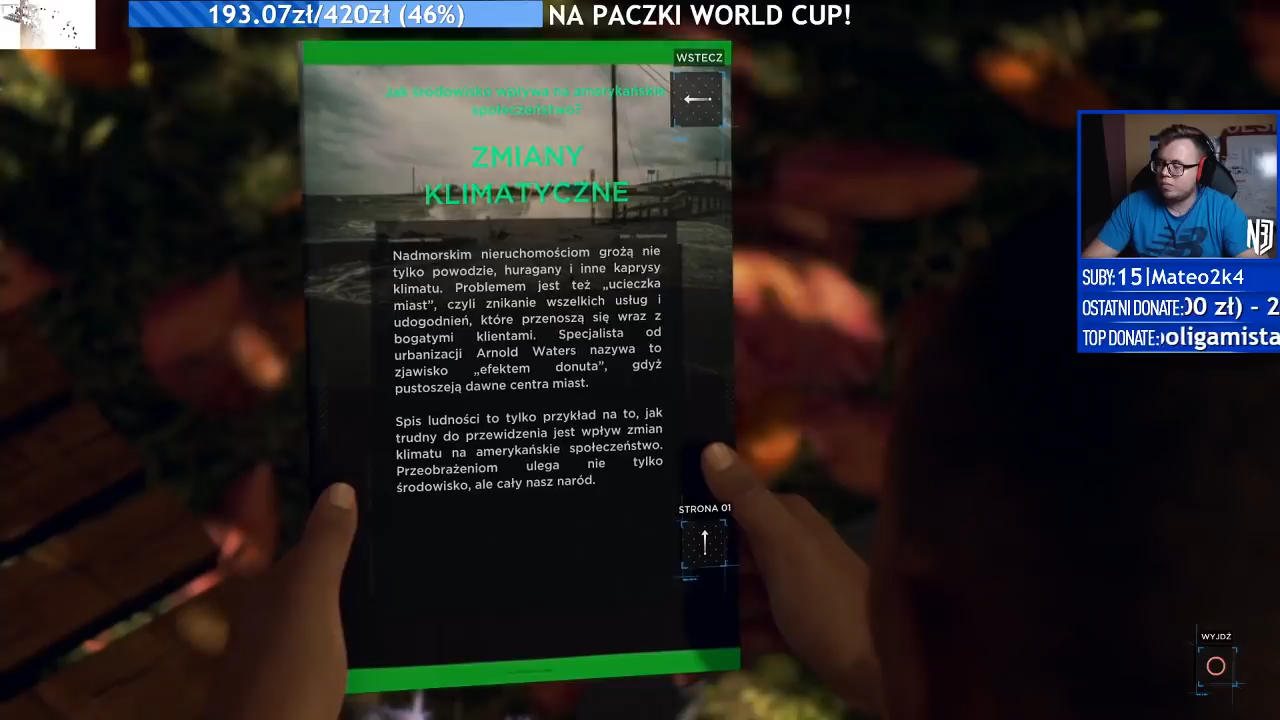 193.07zł/420zł (46%) NA PACZKI WORLD CUP!
WSTECZ
Jak środowisko wpływa na amerykańskie
społeczeństwo?
ZMIANY
KLIMATYCZNE
Nadmorskim nieruchomościom grożą nie
tylko powodzie, huragany i inne kaprysy
klimatu. Problemem jest też „ucieczka
miast”, czyli znikanie wszelkich usług i
udogodnień, które przenoszą się wraz z
bogatymi klientami. Specjalista od
urbanizacji Arnold Waters nazywa to
zjawisko „efektem donuta”, gdyż
pustoszeją dawne centra miast.
Spis ludności to tylko przykład na to, jak
trudny do przewidzenia jest wpływ zmian
klimatu na amerykańskie społeczeństwo.
Przeobrażeniom ulega nie tylko
środowisko, ale cały nasz naród.
STRONA 01
WYJDŹ
N3
SUBY: 15|Mateo2k4
OSTATNI DONATE: 00 zł) - 2
TOP DONATE: oligamista